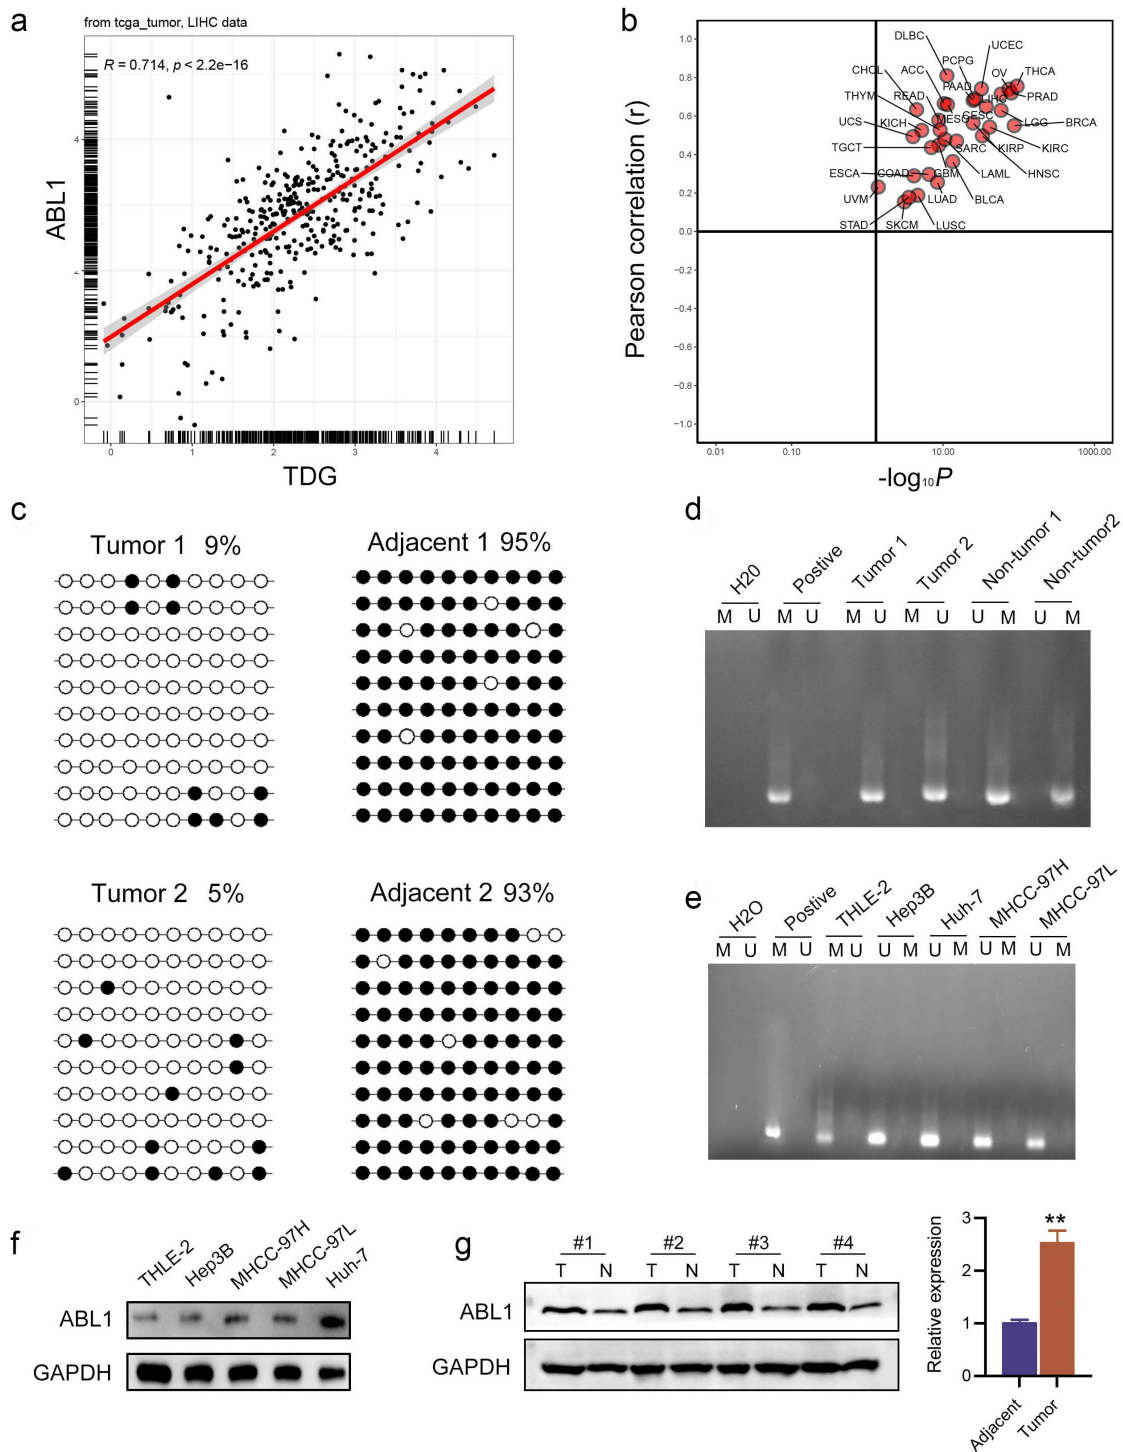 a
from tcga_tumor, LIHC data
R = 0.714, p < 2.2e−16
ABL1
4
2
0
0 1 2 3 4
TDG
b
Pearson correlation (r)
1.0
0.8
0.6
0.4
0.2
0.0
−0.2
−0.4
−0.6
−0.8
−1.0
DLBC
UCEC
PCPG
CHOL
ACC
OV
THCA
THYM
READ
PAAD
LIHC
PRAD
UCS
KICH
MESO
CESC
LGG
BRCA
TGCT
SARC
KIRP
KIRC
ESCA
COAD
GBM
LAML
HNSC
UVM
LUAD
BLCA
STAD
SKCM
LUSC
0.01 0.10 10.00 1000.00
-log₁₀P
c
Tumor 1 9%
Adjacent 1 95%
Tumor 2 5%
Adjacent 2 93%
d
H20 Postive Tumor 1 Tumor 2 Non-tumor 1 Non-tumor2
M U M U M U M U U M U M
e
H2O Postive THLE-2 Hep3B Huh-7 MHCC-97H MHCC-97L
M U M U M U U M U M U M U M
f
THLE-2 Hep3B MHCC-97H MHCC-97L Huh-7
ABL1
GAPDH
g
#1 #2 #3 #4
T N T N T N T N
ABL1
GAPDH
Relative expression
3
2
1
0
**
Adjacent Tumor